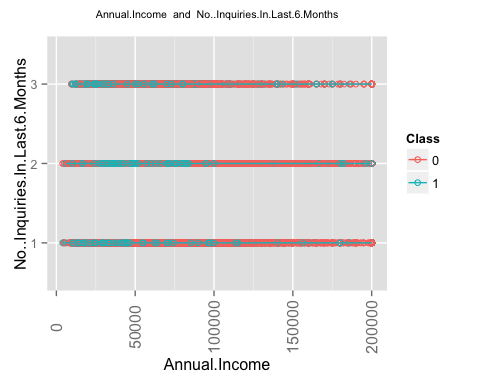 Annual.Income and No..Inquiries.In.Last.6.Months
No..Inquiries.In.Last.6.Months
3
2
1
0
50000
100000
150000
200000
Annual.Income
Class
0
1